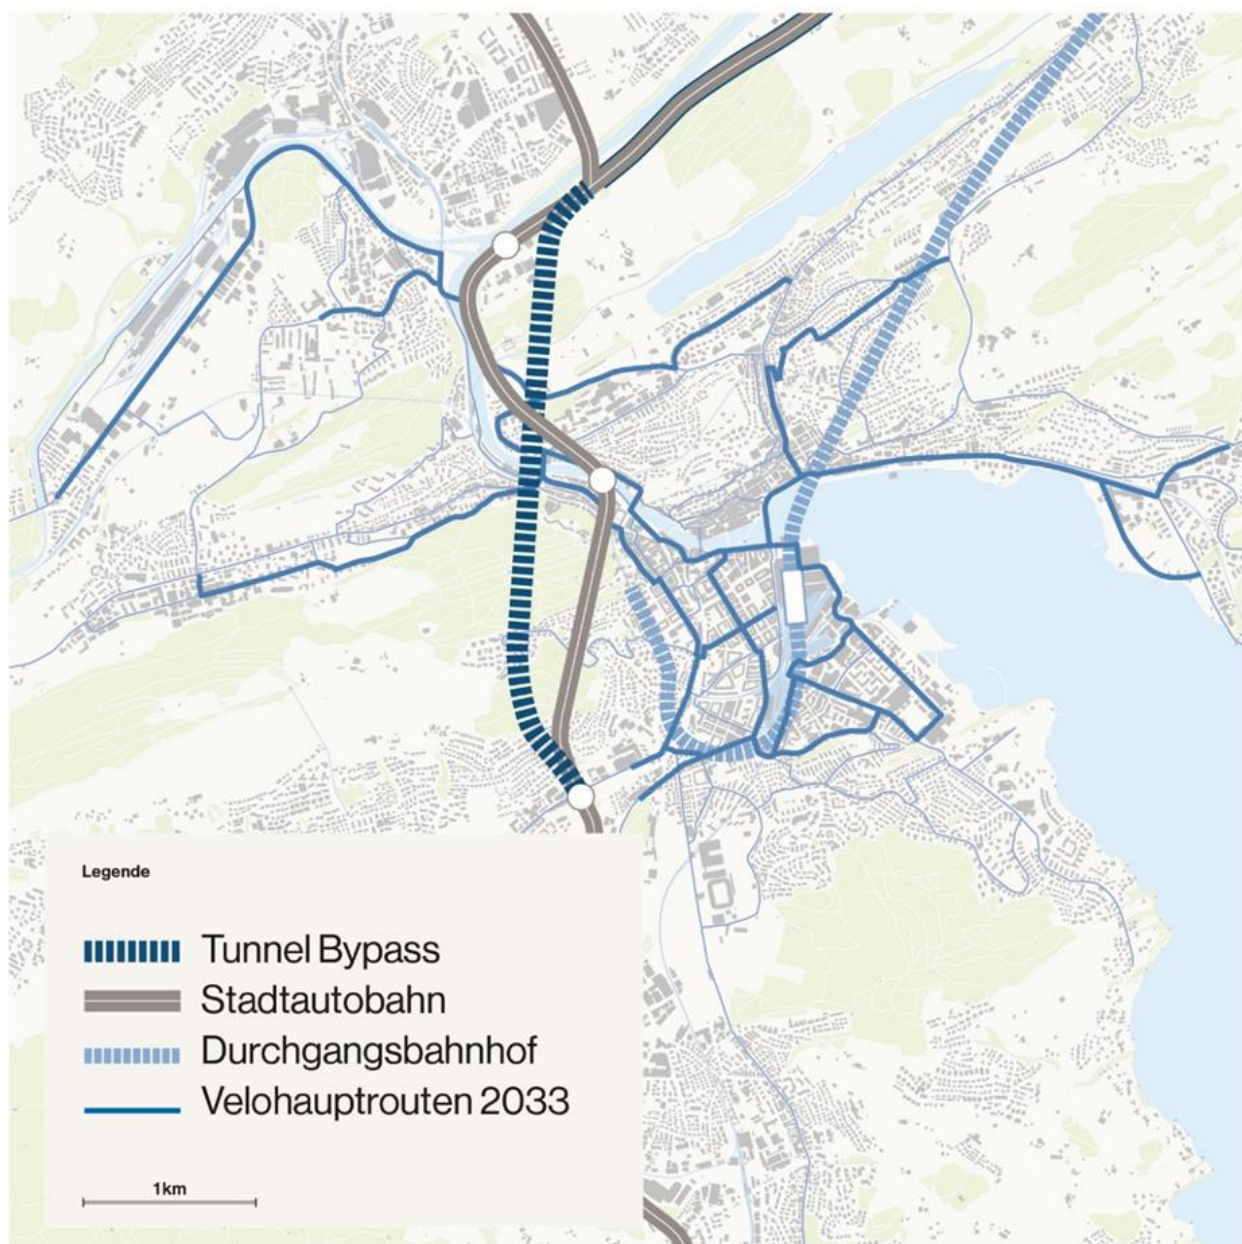 Legende
Tunnel Bypass
Stadtautobahn
Durchgangsbahnhof
Velohauptrouten 2033
1km